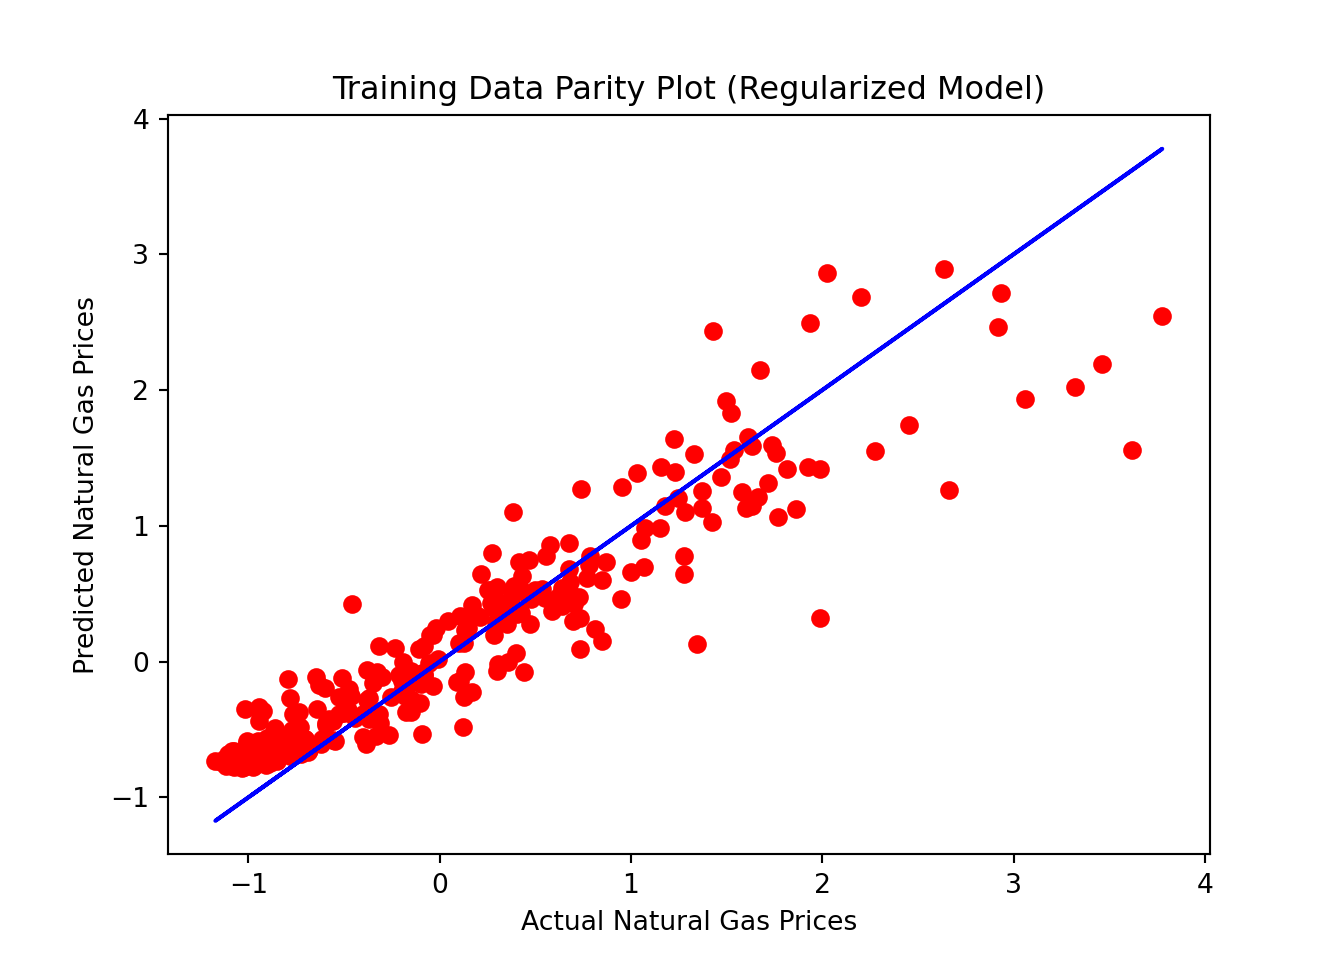 Training Data Parity Plot (Regularized Model)
4
3
2
1
0
−1
Predicted Natural Gas Prices
−1 0 1 2 3 4
Actual Natural Gas Prices